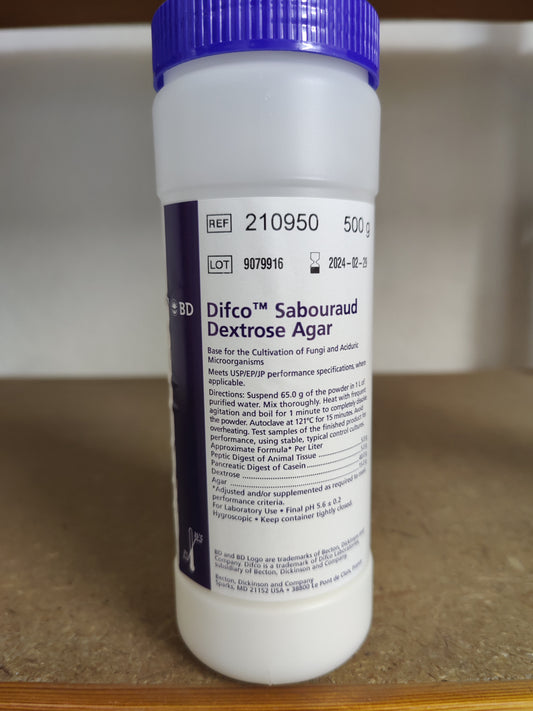 REF 210950 500 g
LOT 9079916 2024-02-29
BD
Difco™ Sabouraud
Dextrose Agar
Base for the Cultivation of Fungi and Aciduric
Microorganisms
Meets USP/EP/JP performance specifications, where
applicable.
Directions: Suspend 65.0 g of the powder in 1 L of
purified water. Mix thoroughly. Heat with frequent
agitation and boil for 1 minute to completely dissolve
the powder. Autoclave at 121°C for 15 minutes. Avoid
overheating. Test samples of the finished product for
performance, using stable, typical control cultures.
Approximate Formula* Per Liter
Peptic Digest of Animal Tissue
Pancreatic Digest of Casein
Dextrose
Agar
*Adjusted and/or supplemented as required to meet
performance criteria.
For Laboratory Use • Final pH 5.6 ± 0.2
Hygroscopic • Keep container tightly closed.
BD and BD Logo are trademarks of Becton, Dickinson and
Company. Difco is a trademark of Difco Laboratories,
subsidiary of Becton, Dickinson and Company.
Becton, Dickinson and Company
Sparks, MD 21152 USA • 38800 Le Pont de Claix, France